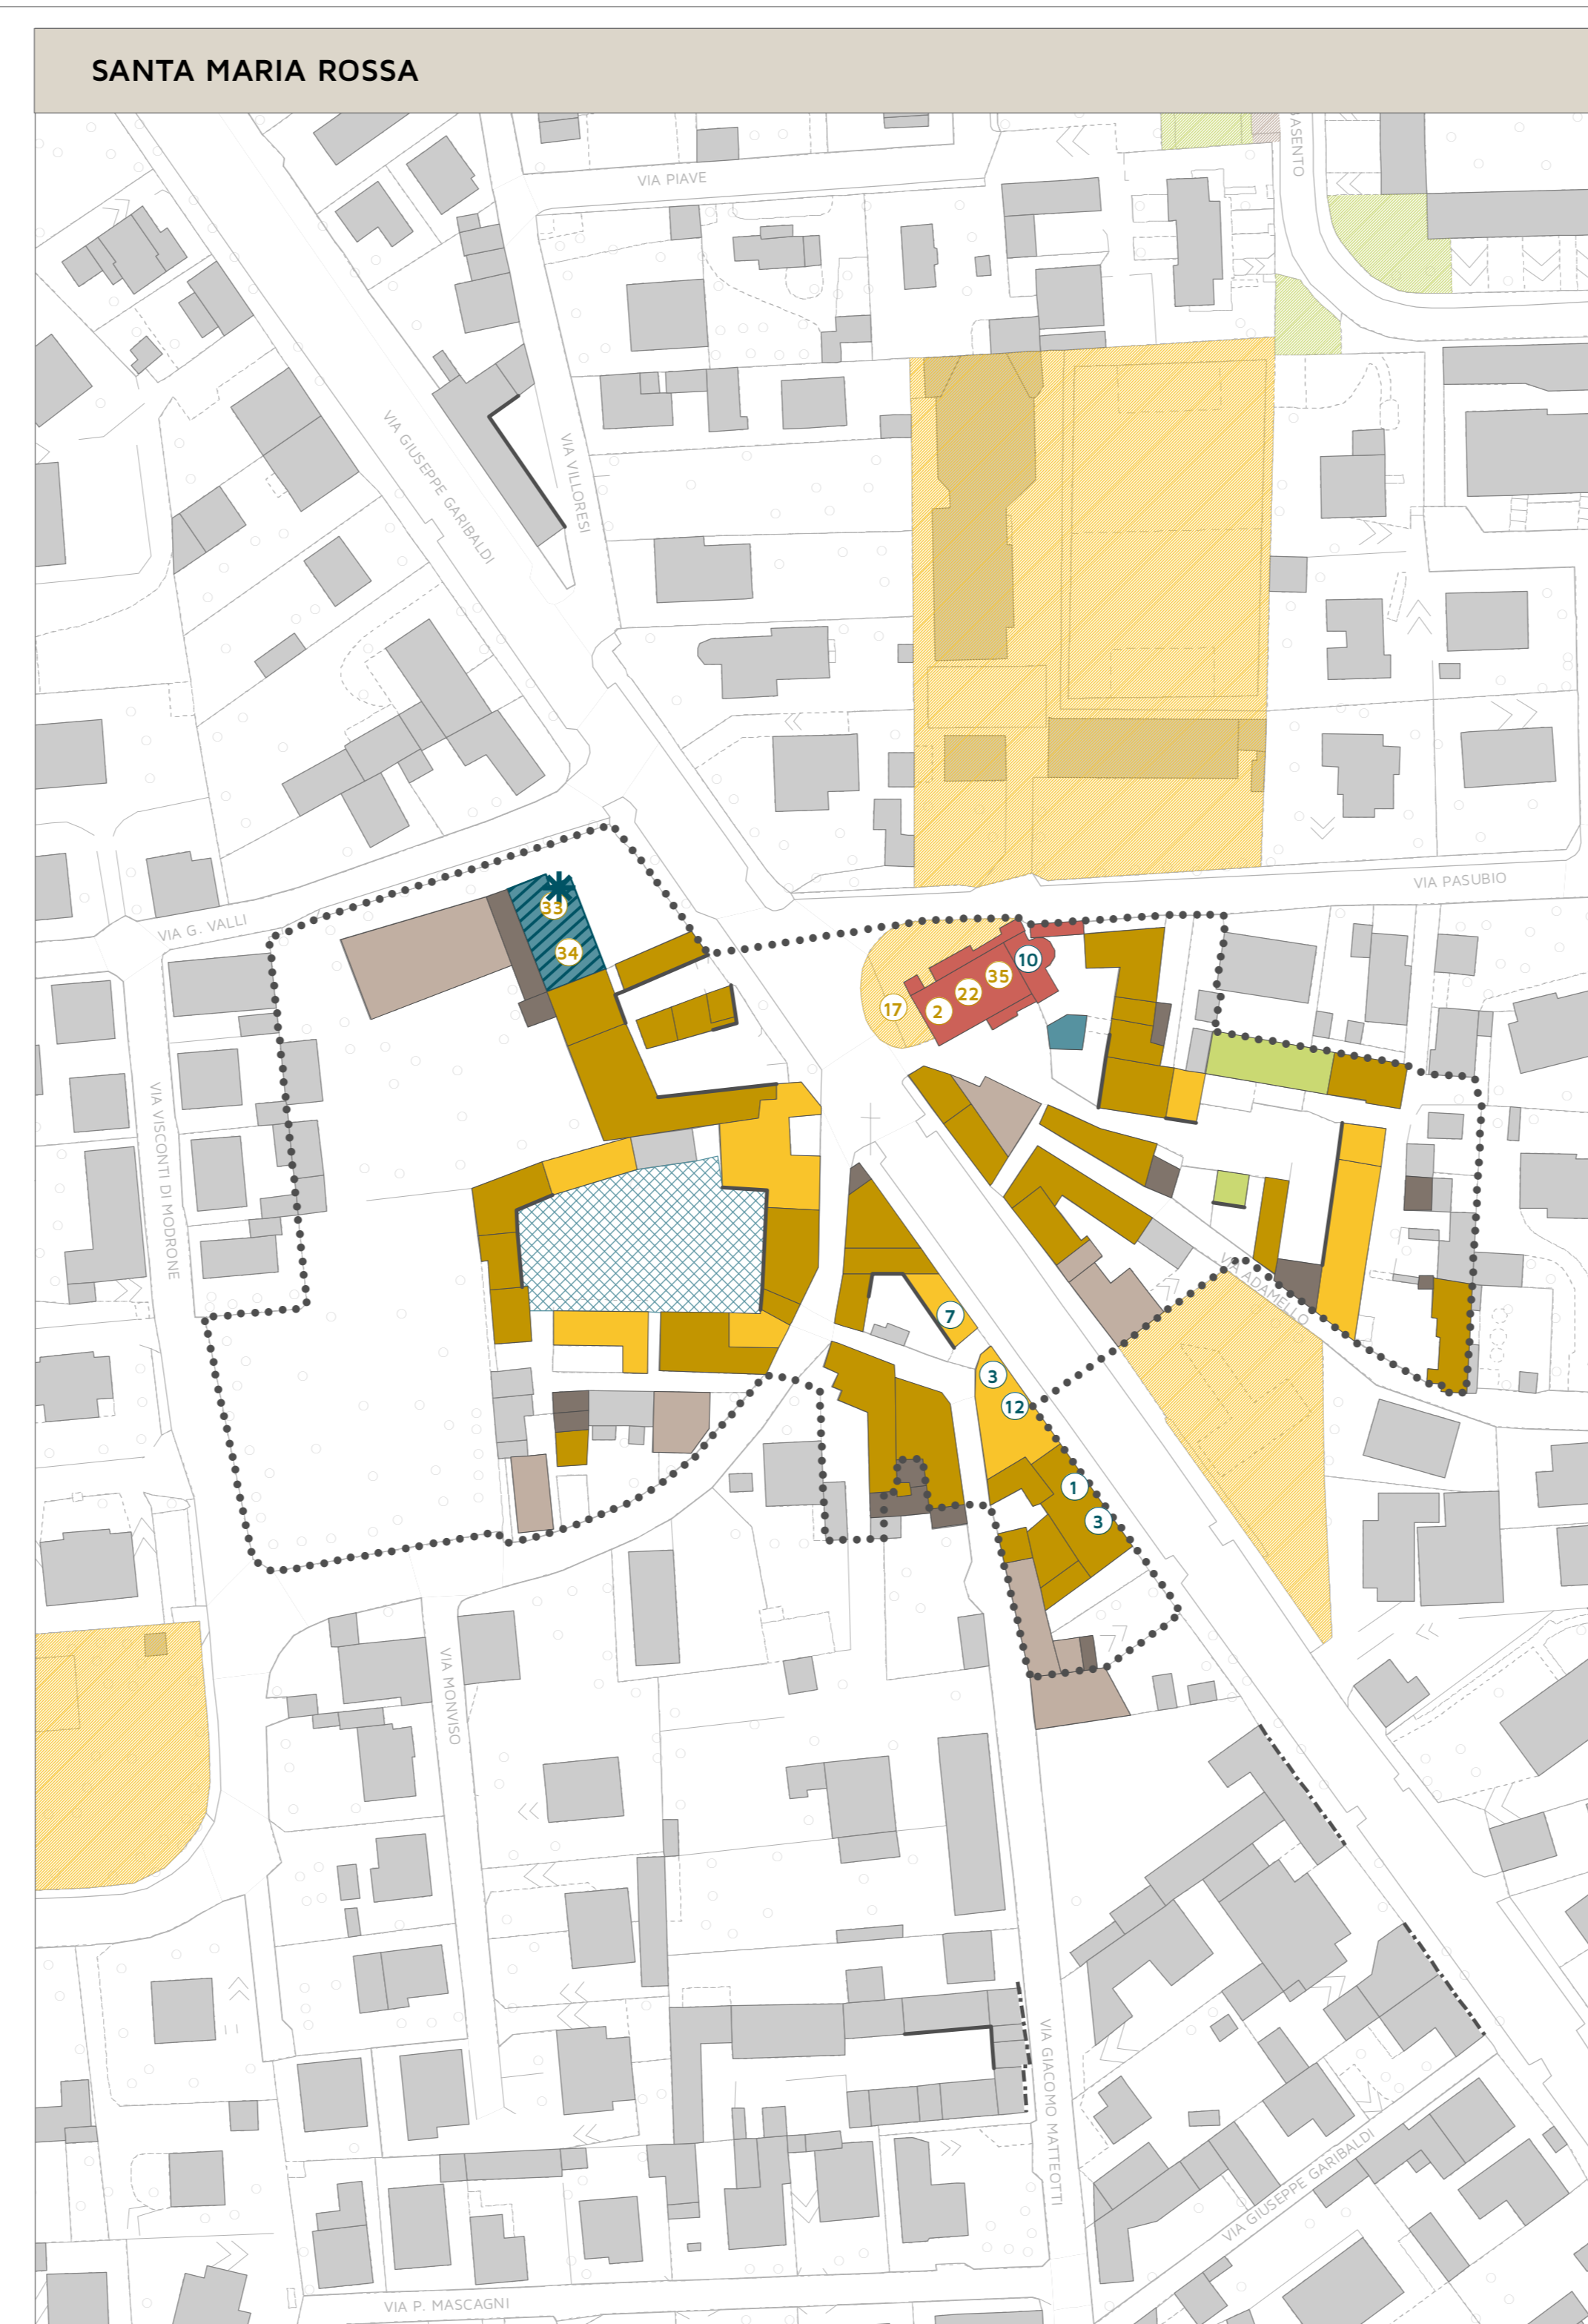 SANTA MARIA ROSSA
ASENTO
VIA PIAVE
VIA GIUSEPPE GARIBALDI
VIA VILLORESI
VIA PASUBIO
VIA G. VALLI
33
34
10
35
22
2
17
VIA VISCONTI DI MODRONE
VIA ADAMELLO
7
3
12
1
3
VIA MONVISO
VIA GIACOMO MATTEOTTI
VIA GIUSEPPE GARIBALDI
VIA P. MASCAGNI